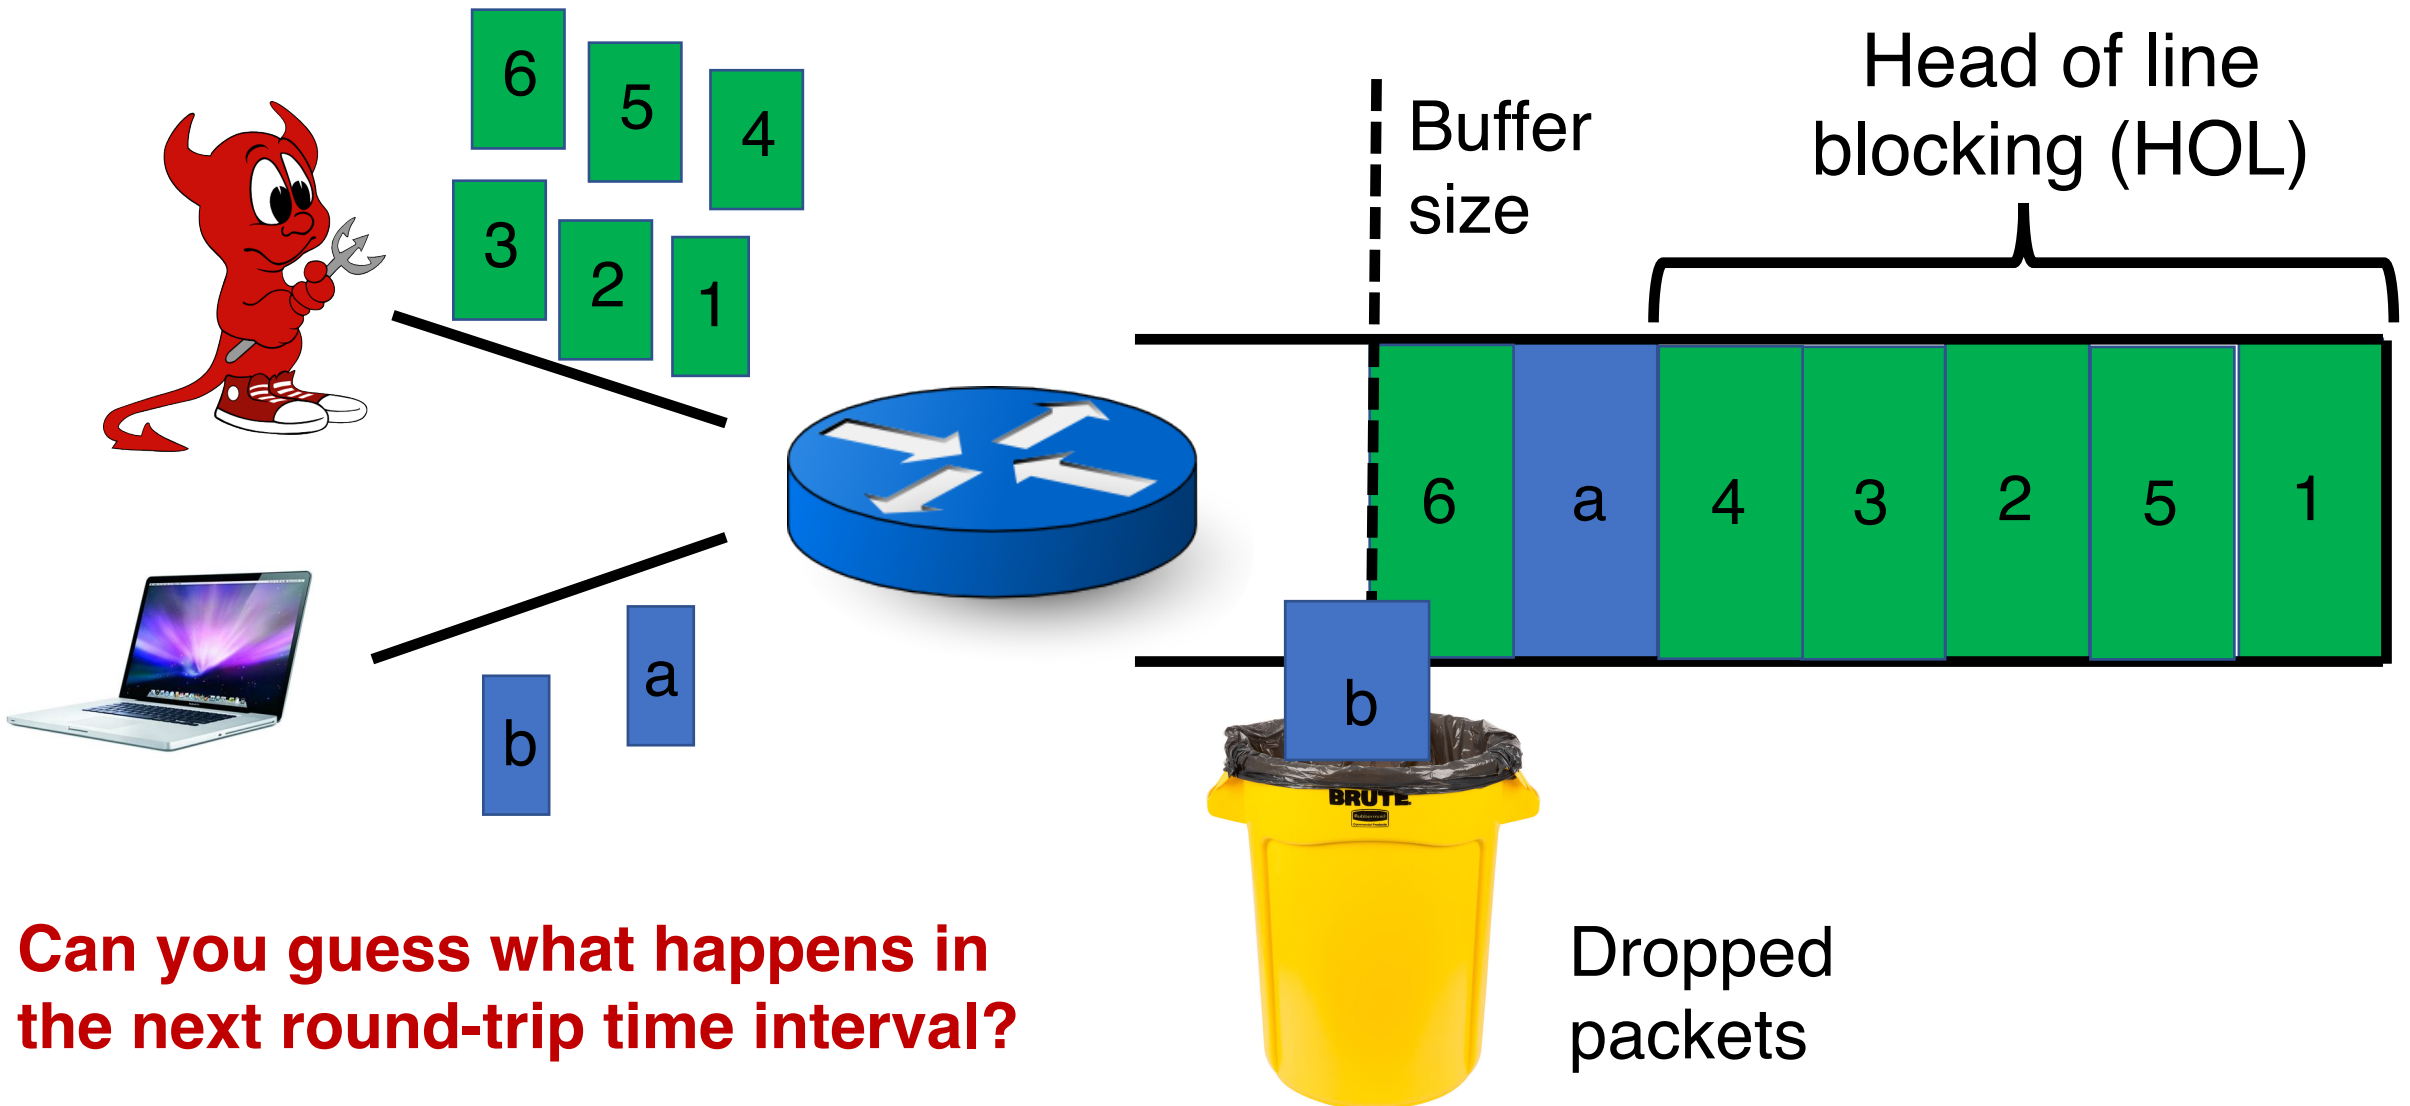 6
5
4
3
2
1
Buffer
size
Head of line
blocking (HOL)
6 a 4 3 2 5 1
a
b
b
BRUTE
Dropped
packets
Can you guess what happens in
the next round-trip time interval?